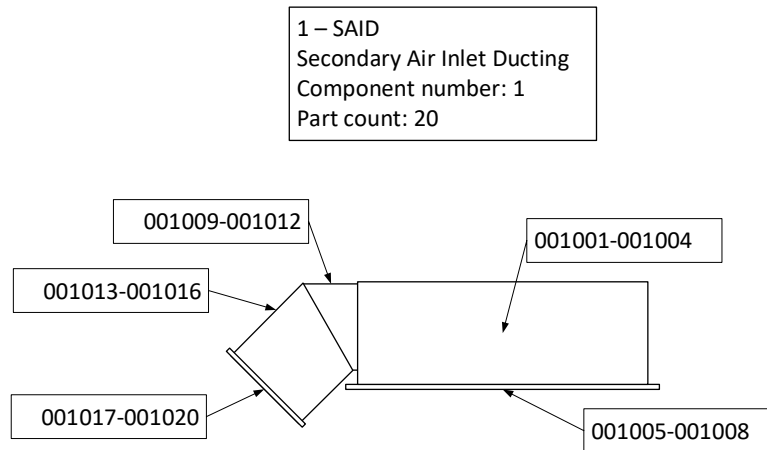 1 – SAID
Secondary Air Inlet Ducting
Component number: 1
Part count: 20
001009-001012
001001-001004
001013-001016
001017-001020
001005-001008